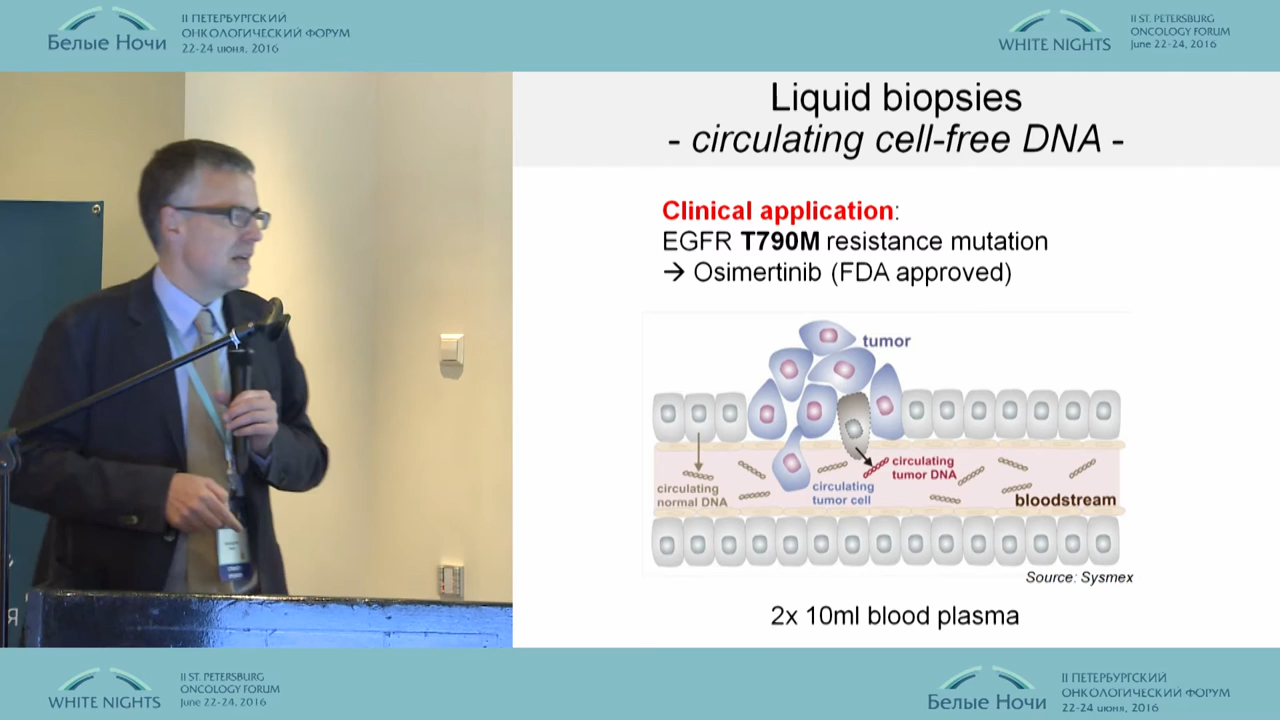 Белые Ночи
II ПЕТЕРБУРГСКИЙ
ОНКОЛОГИЧЕСКИЙ ФОРУМ
22-24 июня, 2016
WHITE NIGHTS
II ST. PETERSBURG
ONCOLOGY FORUM
June 22-24, 2016
Liquid biopsies
- circulating cell-free DNA -
Clinical application:
EGFR T790M resistance mutation
→ Osimertinib (FDA approved)
tumor
circulating
normal DNA
circulating
tumor cell
circulating
tumor DNA
bloodstream
Source: Sysmex
2x 10ml blood plasma
WHITE NIGHTS
II ST. PETERSBURG
ONCOLOGY FORUM
June 22-24, 2016
Белые Ночи
II ПЕТЕРБУРГСКИЙ
ОНКОЛОГИЧЕСКИЙ ФОРУМ
22-24 июня, 2016